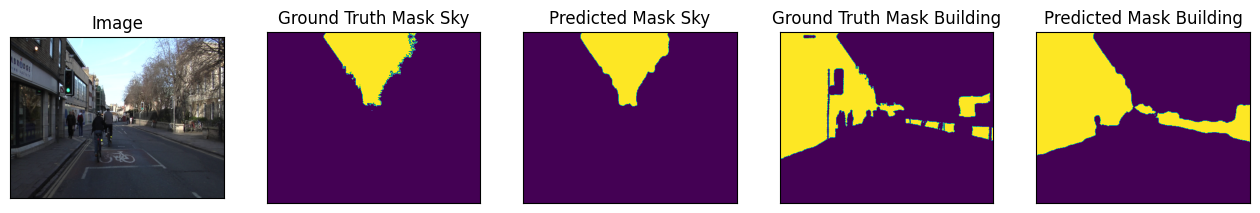 Image
Ground Truth Mask Sky
Predicted Mask Sky
Ground Truth Mask Building
Predicted Mask Building